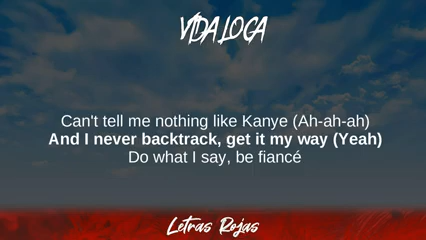 VIDA LOCA
Can't tell me nothing like Kanye (Ah-ah-ah)
And I never backtrack, get it my way (Yeah)
Do what I say, be fiancé
Letras Rojas